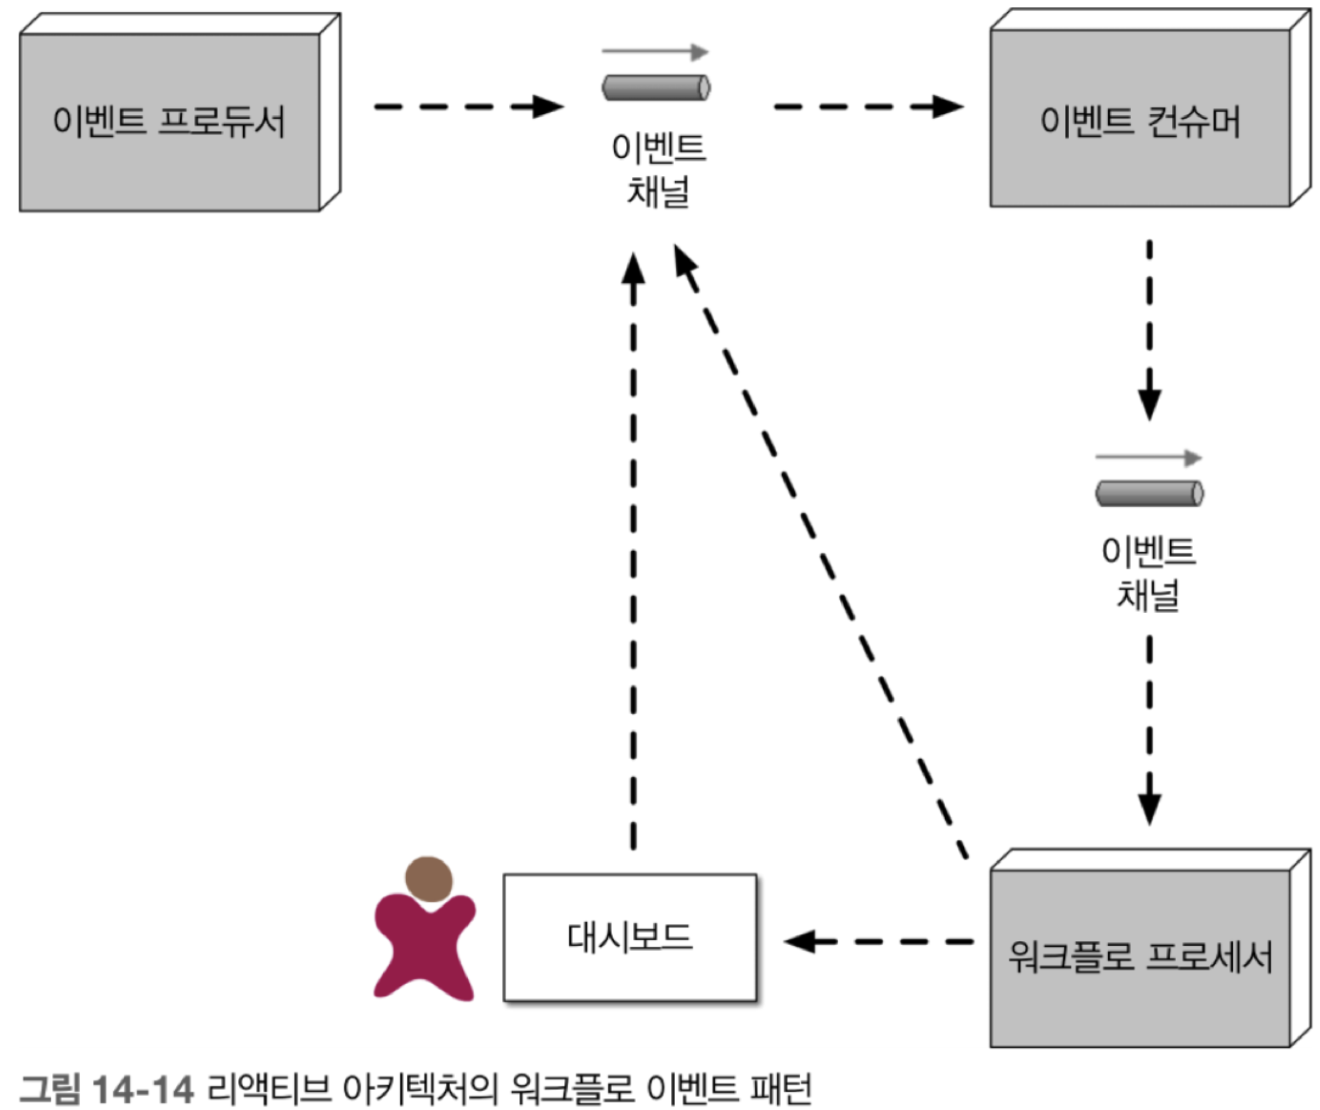 이벤트 프로듀서
이벤트
채널
이벤트 컨슈머
이벤트
채널
대시보드
워크플로 프로세서
그림 14-14 리액티브 아키텍처의 워크플로 이벤트 패턴